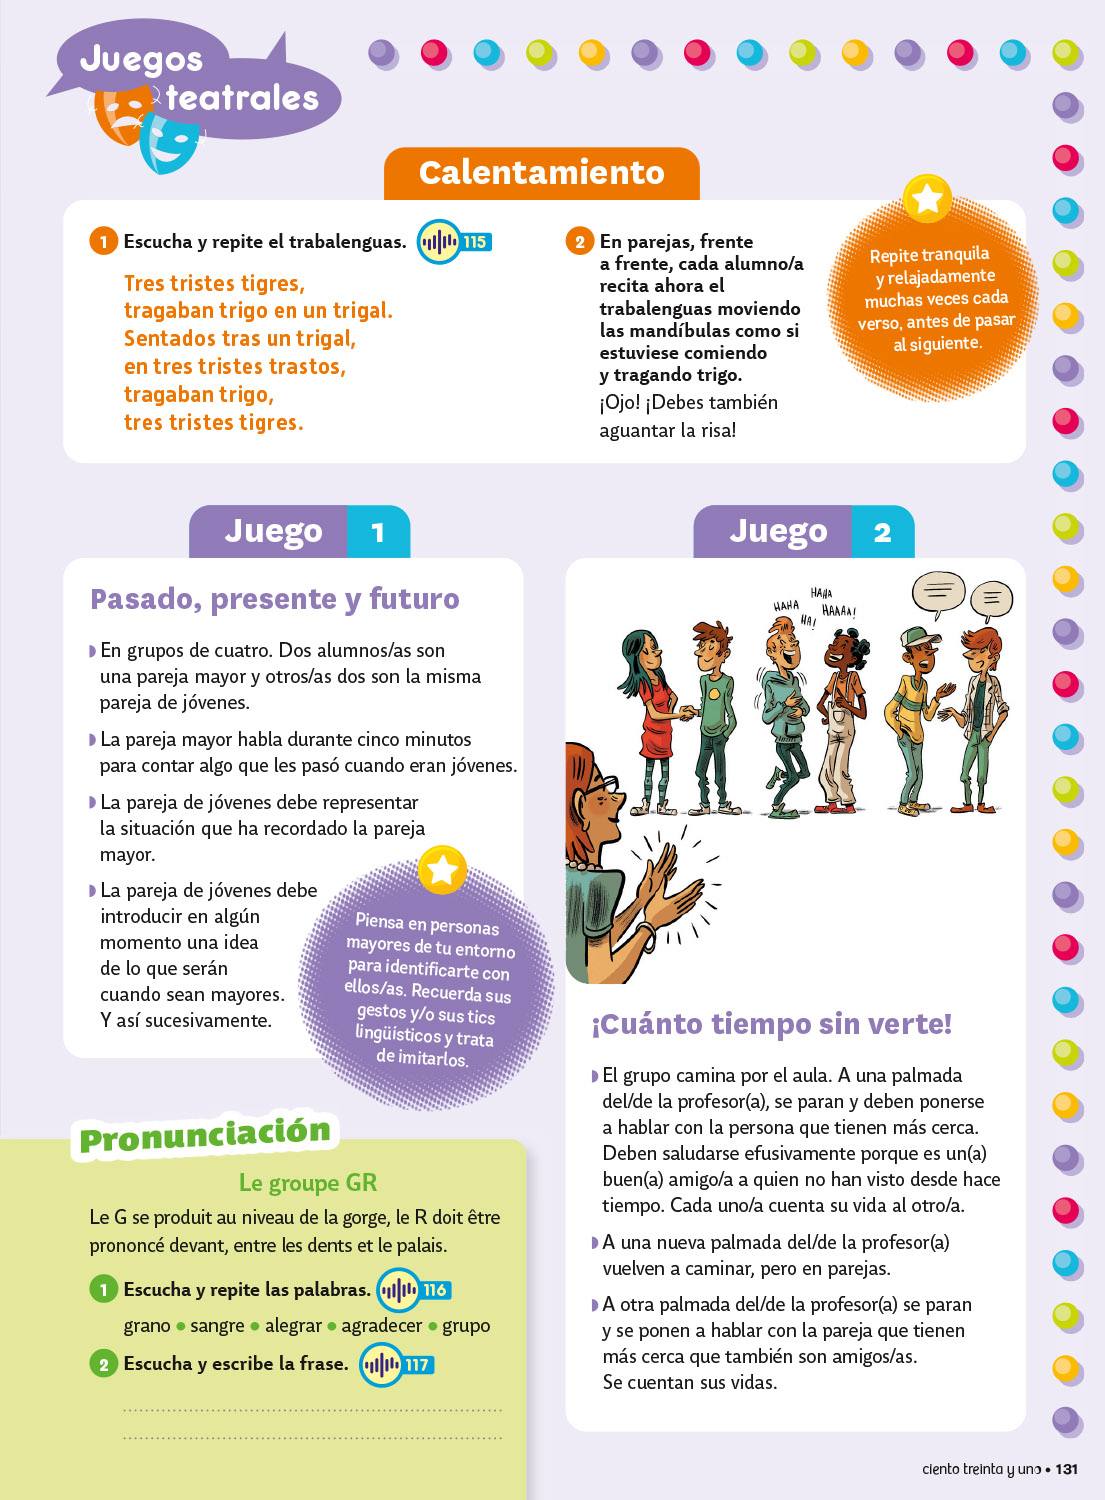 Juegos
teatrales
Calentamiento
1 Escucha y repite el trabalenguas. 115
Tres tristes tigres,
tragaban trigo en un trigal.
Sentados tras un trigal,
en tres tristes trastos,
tragaban trigo,
tres tristes tigres.
2 En parejas, frente
a frente, cada alumno/a
recita ahora el
trabalenguas moviendo
las mandíbulas como si
estuviese comiendo
y tragando trigo.
¡Ojo! ¡Debes también
aguantar la risa!
Repite tranquila
y relajadamente
muchas veces cada
verso, antes de pasar
al siguiente.
Juego 1
Pasado, presente y futuro
En grupos de cuatro. Dos alumnos/as son
una pareja mayor y otros/as dos son la misma
pareja de jóvenes.
La pareja mayor habla durante cinco minutos
para contar algo que les pasó cuando eran jóvenes.
La pareja de jóvenes debe representar
la situación que ha recordado la pareja
mayor.
La pareja de jóvenes debe
introducir en algún
momento una idea
de lo que serán
cuando sean mayores.
Y así sucesivamente.
Piensa en personas
mayores de tu entorno
para identificarte con
ellos/as. Recuerda sus
gestos y/o sus tics
lingüísticos y trata
de imitarlos.
Pronunciación
Le groupe GR
Le G se produit au niveau de la gorge, le R doit être
prononcé devant, entre les dents et le palais.
1 Escucha y repite las palabras. 116
grano • sangre • alegrar • agradecer • grupo
2 Escucha y escribe la frase. 117
Juego 2
HAHA
HA!
HAHA
HAAAA!
¡Cuánto tiempo sin verte!
El grupo camina por el aula. A una palmada
del/de la profesor(a), se paran y deben ponerse
a hablar con la persona que tienen más cerca.
Deben saludarse efusivamente porque es un(a)
buen(a) amigo/a a quien no han visto desde hace
tiempo. Cada uno/a cuenta su vida al otro/a.
A una nueva palmada del/de la profesor(a)
vuelven a caminar, pero en parejas.
A otra palmada del/de la profesor(a) se paran
y se ponen a hablar con la pareja que tienen
más cerca que también son amigos/as.
Se cuentan sus vidas.
ciento treinta y uno • 131